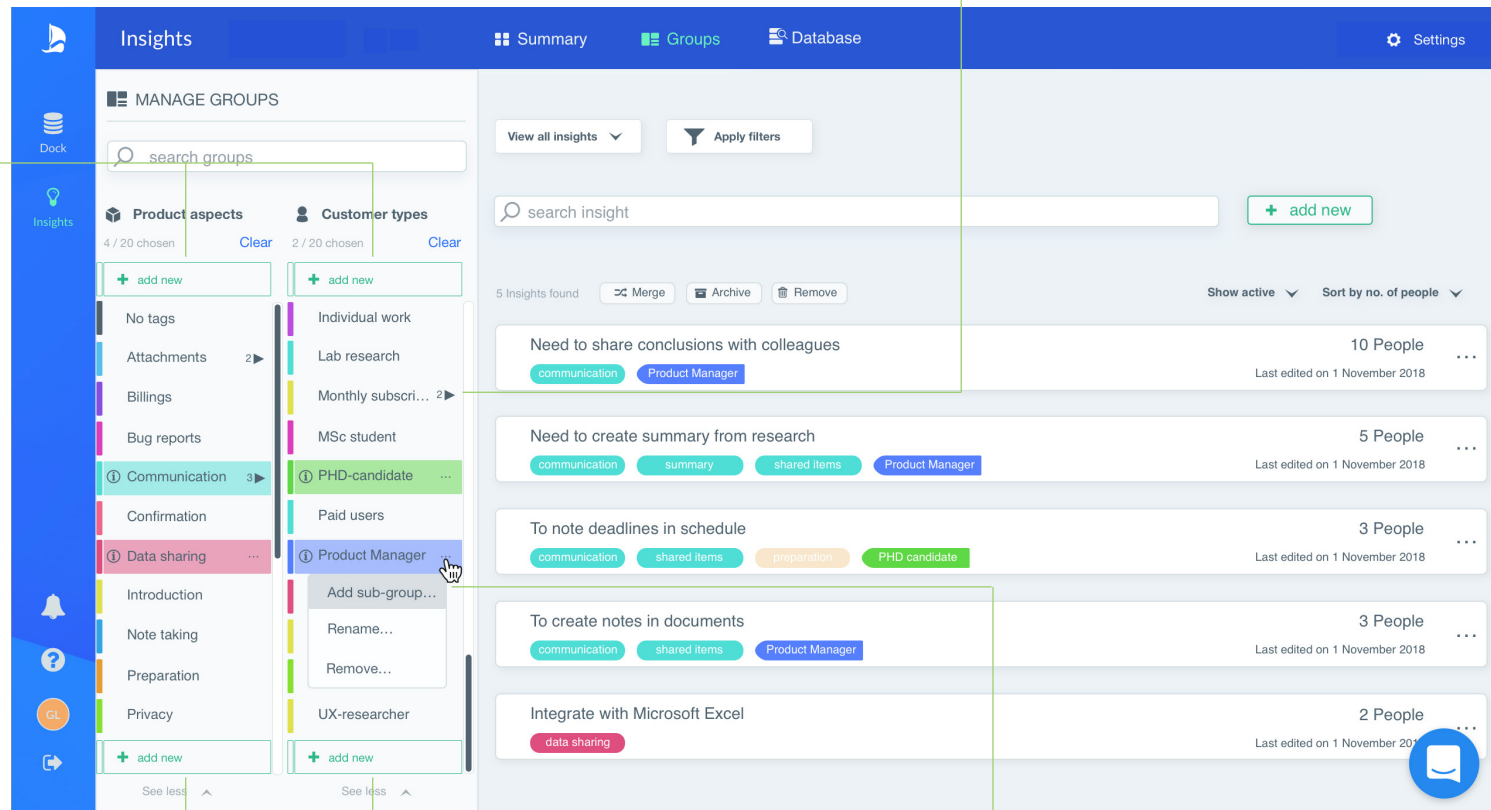 Insights
Summary
Groups
Database
Settings
Dock
Insights
GL
MANAGE GROUPS
search groups
Product aspects
4 / 20 chosen
Clear
+ add new
No tags
Attachments 2
Billings
Bug reports
Communication 3
Confirmation
Data sharing ...
Introduction
Note taking
Preparation
Privacy
+ add new
See less
Customer types
2 / 20 chosen
Clear
+ add new
Individual work
Lab research
Monthly subscri... 2
MSc student
PHD-candidate ...
Paid users
Product Manager ...
Add sub-group...
Rename...
Remove...
UX-researcher
+ add new
See less
View all insights
Apply filters
search insight
+ add new
5 Insights found
Merge
Archive
Remove
Show active
Sort by no. of people
Need to share conclusions with colleagues
10 People
communication Product Manager
Last edited on 1 November 2018
Need to create summary from research
5 People
communication summary shared items Product Manager
Last edited on 1 November 2018
To note deadlines in schedule
3 People
communication shared items preparation PHD candidate
Last edited on 1 November 2018
To create notes in documents
3 People
communication shared items Product Manager
Last edited on 1 November 2018
Integrate with Microsoft Excel
2 People
data sharing
Last edited on 1 November